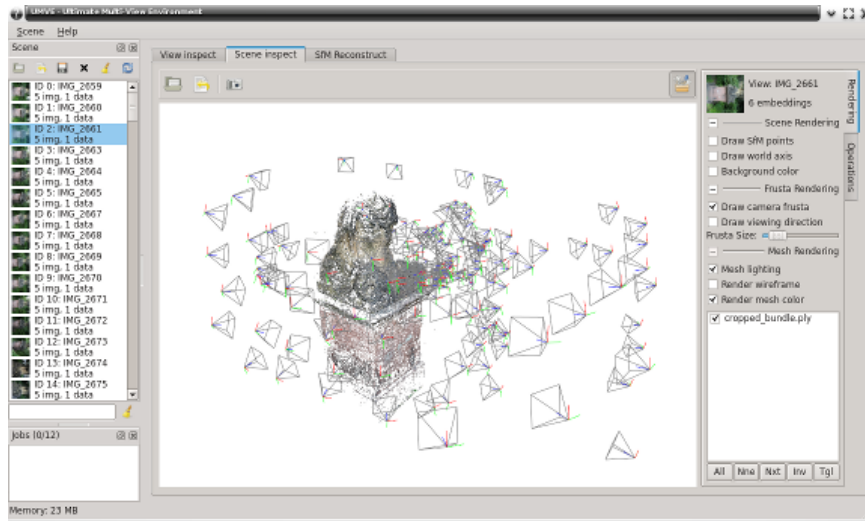 UMVE - Ultimate Multi-View Environment
Scene Help
Scene
View inspect Scene inspect SfM Reconstruct
ID 0: IMG_2659
5 img, 1 data
ID 1: IMG_2660
5 img, 1 data
ID 2: IMG_2661
5 img, 1 data
ID 3: IMG_2663
5 img, 1 data
ID 4: IMG_2664
5 img, 1 data
ID 5: IMG_2665
5 img, 1 data
ID 6: IMG_2667
5 img, 1 data
ID 7: IMG_2668
5 img, 1 data
ID 8: IMG_2669
5 img, 1 data
ID 9: IMG_2670
5 img, 1 data
ID 10: IMG_2671
5 img, 1 data
ID 11: IMG_2672
5 img, 1 data
ID 12: IMG_2673
5 img, 1 data
ID 13: IMG_2674
5 img, 1 data
ID 14: IMG_2675
5 img, 1 data
Jobs (0/12)
Memory: 23 MB
View: IMG_2661
6 embeddings
Scene Rendering
Draw SfM points
Draw world axis
Background color
Frusta Rendering
Draw camera frusta
Draw viewing direction
Frusta Size:
Mesh Rendering
Mesh lighting
Render wireframe
Render mesh color
cropped_bundle.ply
All Nne Nxt Inv Tgl
Rendering
Operations